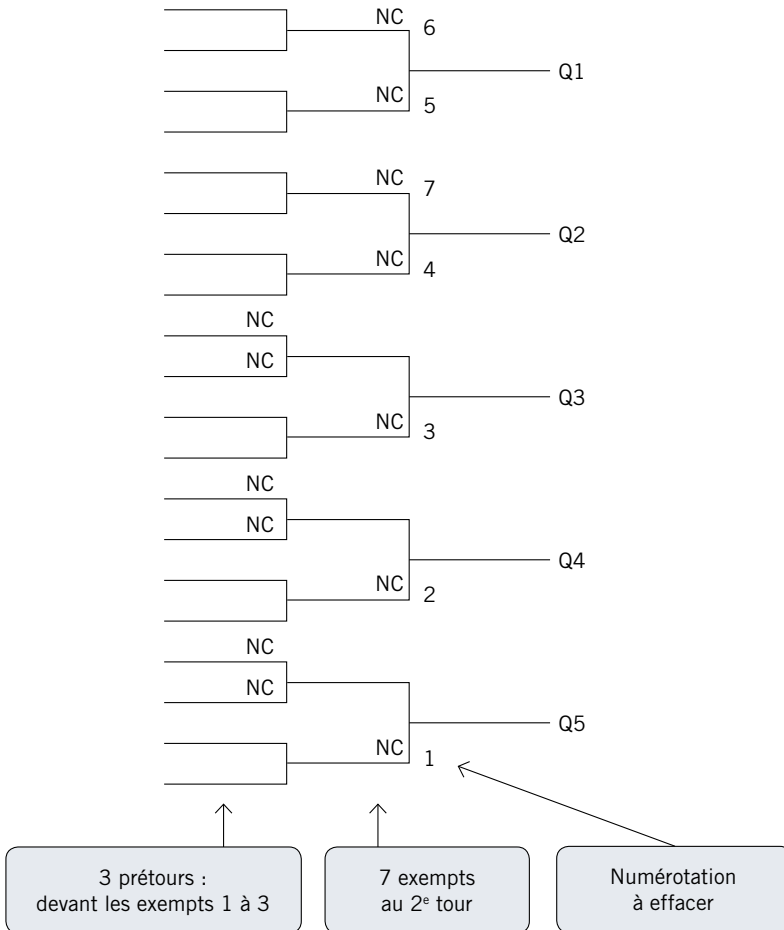 NC
6
Q1
NC
5
NC
7
Q2
NC
4
NC
NC
Q3
NC
3
NC
NC
Q4
NC
2
NC
NC
Q5
NC
1
3 prétours :
devant les exempts 1 à 3
7 exempts
au 2e tour
Numérotation
à effacer